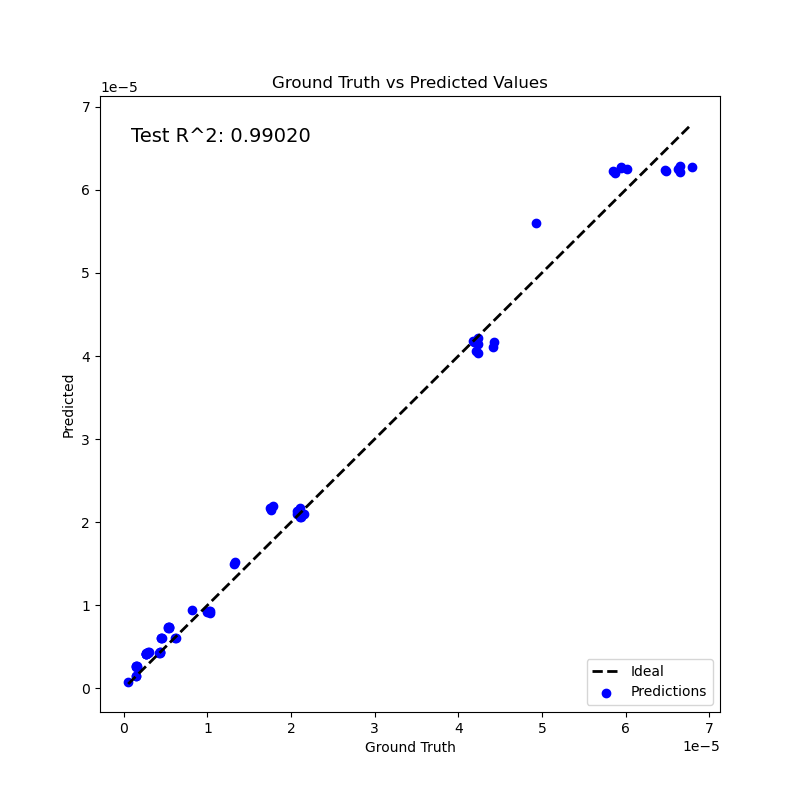 Ground Truth vs Predicted Values
1e−5
Test R^2: 0.99020
7
6
5
4
3
2
1
0
Predicted
Ideal
Predictions
0 1 2 3 4 5 6 7
Ground Truth
1e−5